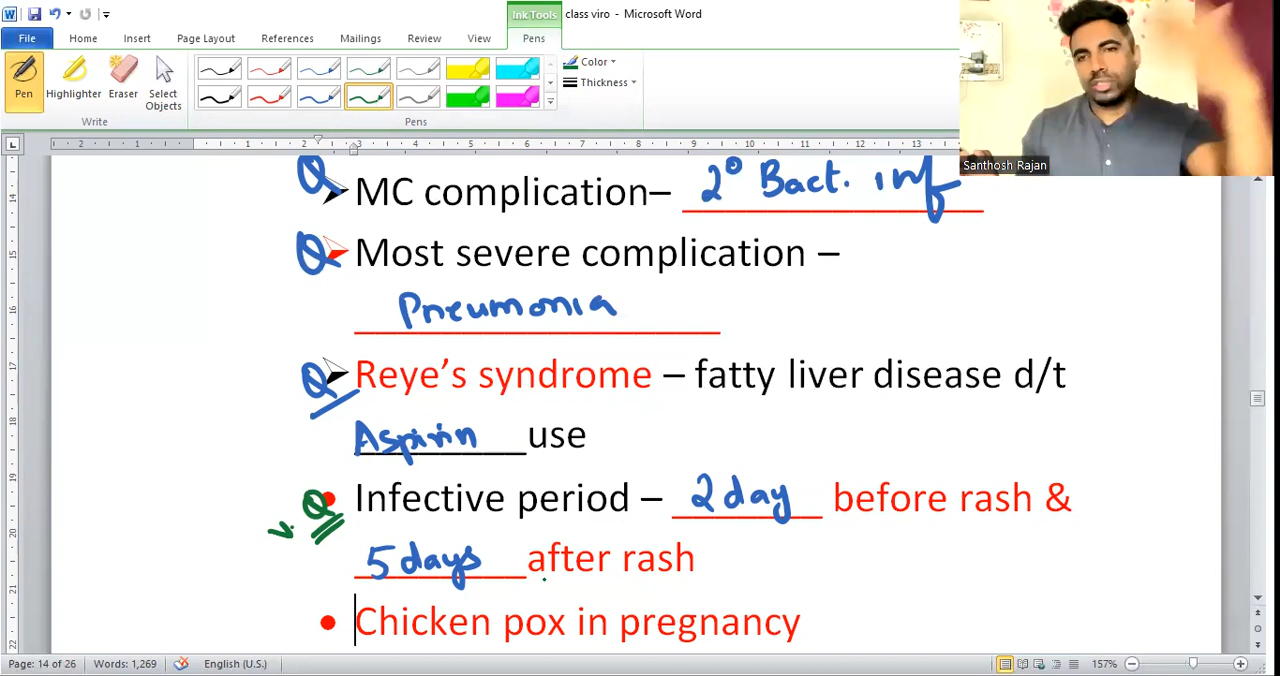 class viro - Microsoft Word
Ink Tools
File Home Insert Page Layout References Mailings Review View Pens
Pen Highlighter Eraser Select Objects
Color
Thickness
Write
Pens
Santhosh Rajan
Q MC complication– 2° Bact. inf
Q Most severe complication –
Pneumonia
Q Reye's syndrome – fatty liver disease d/t
Aspirin use
Q Infective period – 2 day before rash &
5 days after rash
Chicken pox in pregnancy
Page: 14 of 26 Words: 1,269 English (U.S.) 157%